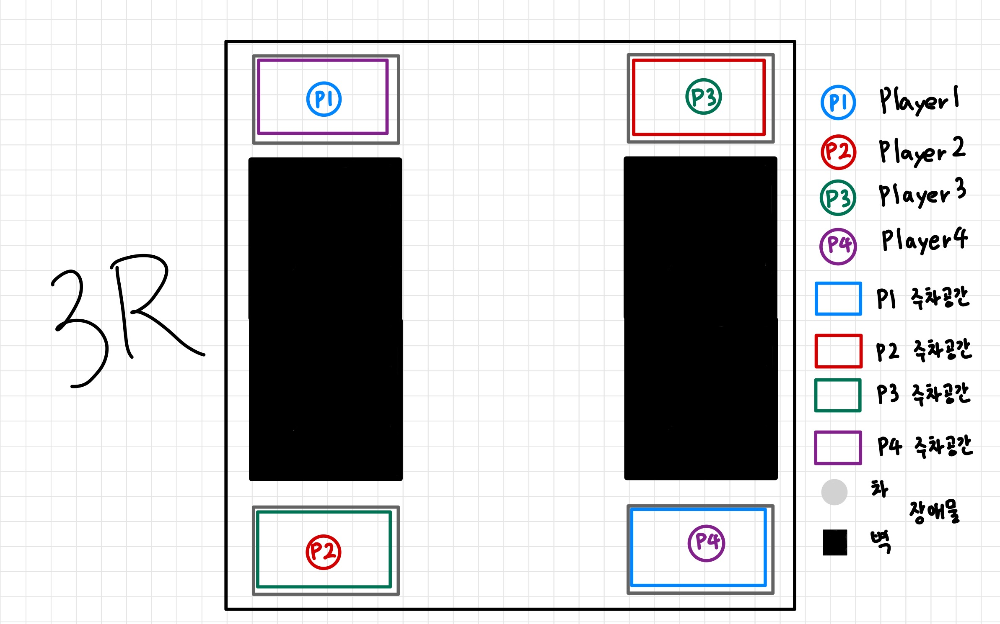 P1
P3
3R
P2
P4
P1 Player1
P2 Player2
P3 Player3
P4 Player4
P1 주차공간
P2 주차공간
P3 주차공간
P4 주차공간
차
장애물
벽